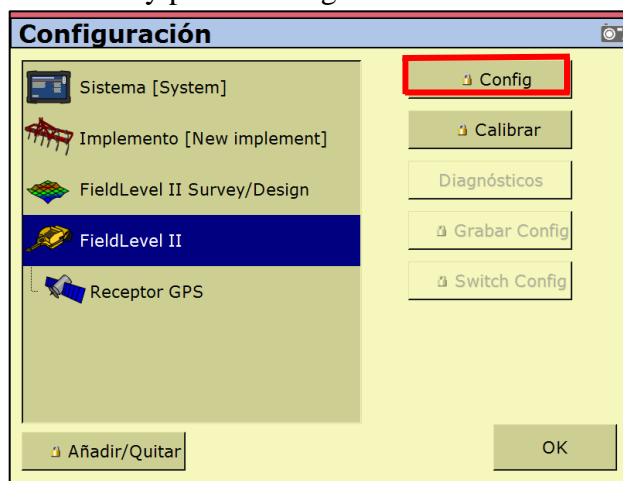 Configuración
Sistema [System]
Implemento [New implement]
FieldLevel II Survey/Design
FieldLevel II
Receptor GPS
Config
Calibrar
Diagnósticos
Grabar Config
Switch Config
Añadir/Quitar
OK